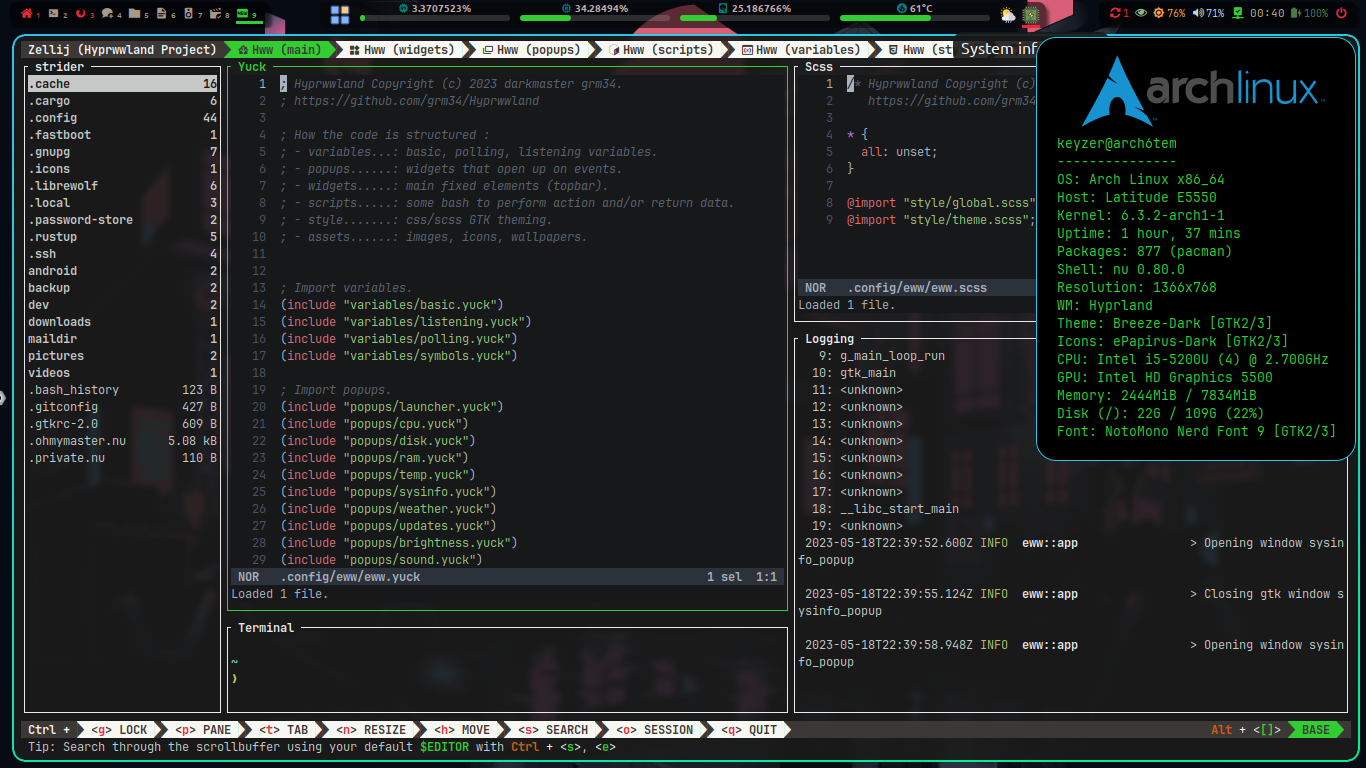 1 2 3 4 5 6 7 8 9
3.3707523% 34.28494% 25.186766% 61°C
1 76% 71% 00:40 100%
Zellij (Hyprwwland Project) Hww (main) Hww (widgets) Hww (popups) Hww (scripts) Hww (variables) Hww (st
System inf
strider
.cache 16
.cargo 6
.config 44
.fastboot 1
.gnupg 7
.icons 1
.librewolf 6
.local 3
.password-store 2
.rustup 5
.ssh 4
android 2
backup 2
dev 2
downloads 1
maildir 1
pictures 2
videos 1
.bash_history 123 B
.gitconfig 427 B
.gtkrc-2.0 609 B
.ohmymaster.nu 5.08 kB
.private.nu 110 B
Yuck
1 ; Hyprwwland Copyright (c) 2023 darkmaster grm34.
2 ; https://github.com/grm34/Hyprwwland
3
4 ; How the code is structured :
5 ; - variables...: basic, polling, listening variables.
6 ; - popups......: widgets that open up on events.
7 ; - widgets.....: main fixed elements (topbar).
8 ; - scripts.....: some bash to perform action and/or return data.
9 ; - style.......: css/scss GTK theming.
10 ; - assets......: images, icons, wallpapers.
11
12
13 ; Import variables.
14 (include "variables/basic.yuck")
15 (include "variables/listening.yuck")
16 (include "variables/polling.yuck")
17 (include "variables/symbols.yuck")
18
19 ; Import popups.
20 (include "popups/launcher.yuck")
21 (include "popups/cpu.yuck")
22 (include "popups/disk.yuck")
23 (include "popups/ram.yuck")
24 (include "popups/temp.yuck")
25 (include "popups/sysinfo.yuck")
26 (include "popups/weather.yuck")
27 (include "popups/updates.yuck")
28 (include "popups/brightness.yuck")
29 (include "popups/sound.yuck")
NOR .config/eww/eww.yuck 1 sel 1:1
Loaded 1 file.
Terminal
~
❯
Scss
1 /* Hyprwwland Copyright (c)
2 https://github.com/grm34
3
4 * {
5 all: unset;
6 }
7
8 @import "style/global.scss"
9 @import "style/theme.scss";
NOR .config/eww/eww.scss
Loaded 1 file.
Logging
9: g_main_loop_run
10: gtk_main
11: <unknown>
12: <unknown>
13: <unknown>
14: <unknown>
15: <unknown>
16: <unknown>
17: <unknown>
18: __libc_start_main
19: <unknown>
2023-05-18T22:39:52.600Z INFO eww::app > Opening window sysin
fo_popup
2023-05-18T22:39:55.124Z INFO eww::app > Closing gtk window s
ysinfo_popup
2023-05-18T22:39:58.948Z INFO eww::app > Opening window sysin
fo_popup
archlinux™
keyzer@arch6tem
---------------
OS: Arch Linux x86_64
Host: Latitude E5550
Kernel: 6.3.2-arch1-1
Uptime: 1 hour, 37 mins
Packages: 877 (pacman)
Shell: nu 0.80.0
Resolution: 1366x768
WM: Hyprland
Theme: Breeze-Dark [GTK2/3]
Icons: ePapirus-Dark [GTK2/3]
CPU: Intel i5-5200U (4) @ 2.700GHz
GPU: Intel HD Graphics 5500
Memory: 2444MiB / 7834MiB
Disk (/): 22G / 109G (22%)
Font: NotoMono Nerd Font 9 [GTK2/3]
Ctrl + <g> LOCK <p> PANE <t> TAB <n> RESIZE <h> MOVE <s> SEARCH <o> SESSION <q> QUIT Alt + <[]> BASE
Tip: Search through the scrollbuffer using your default $EDITOR with Ctrl + <s>, <e>